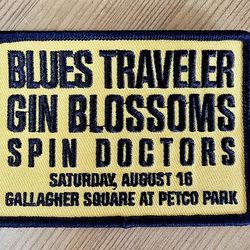 BLUES TRAVELER
GIN BLOSSOMS
SPIN DOCTORS
SATURDAY, AUGUST 16
GALLAGHER SQUARE AT PETCO PARK